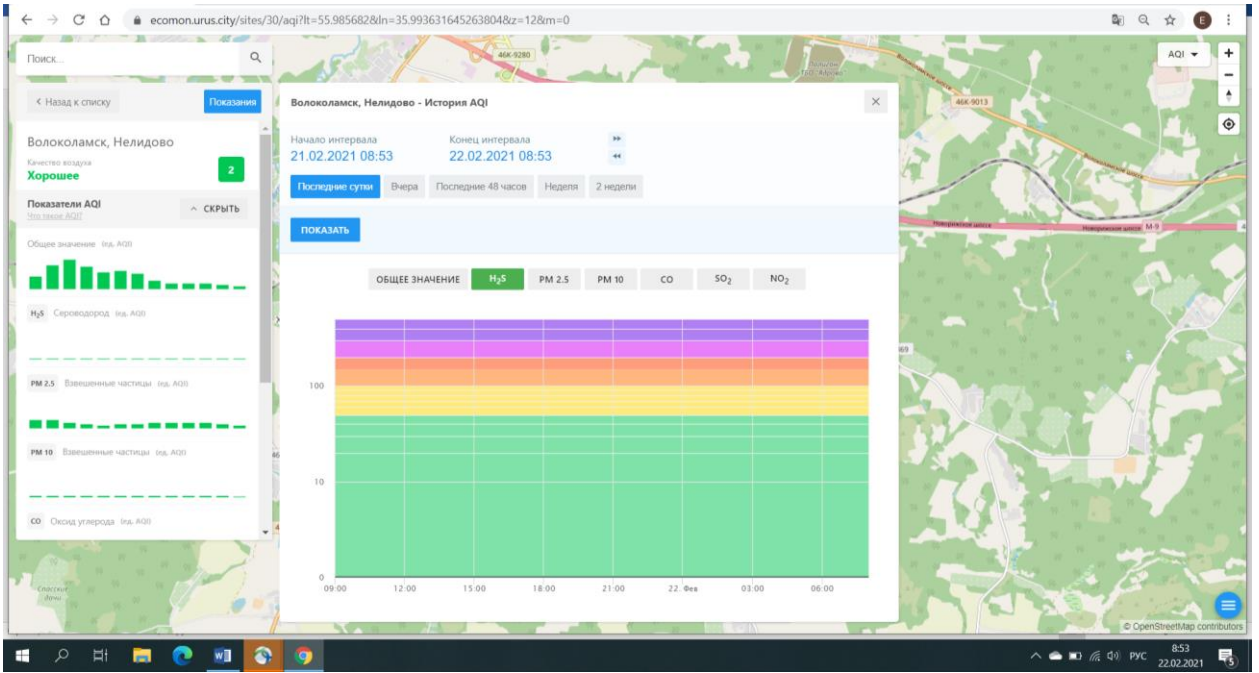 ecomon.urus.city/sites/30/aqi?lt=55.985682&ln=35.993631645263804&z=12&m=0
E
Поиск...
46К-9280
AQI
< Назад к списку
Показания
Волоколамск, Нелидово - История AQI
46К-9013
Волоколамск, Нелидово
Качество воздуха
Хорошее
2
Начало интервала
Конец интервала
21.02.2021 08:53
22.02.2021 08:53
Последние сутки
Вчера
Последние 48 часов
Неделя
2 недели
Показатели AQI
Что такое AQI?
СКРЫТЬ
ПОКАЗАТЬ
Новорижское шоссе
М-9
Новорижское шоссе
Общее значение (ед. AQI)
ОБЩЕЕ ЗНАЧЕНИЕ
H₂S
PM 2.5
PM 10
CO
SO₂
NO₂
H₂S Сероводород (ед. AQI)
PM 2.5 Взвешенные частицы (ед. AQI)
100
PM 10 Взвешенные частицы (ед. AQI)
10
CO Оксид углерода (ед. AQI)
0
09:00
12:00
15:00
18:00
21:00
22. Фев
03:00
06:00
© OpenStreetMap contributors
РУС
8:53
22.02.2021
5